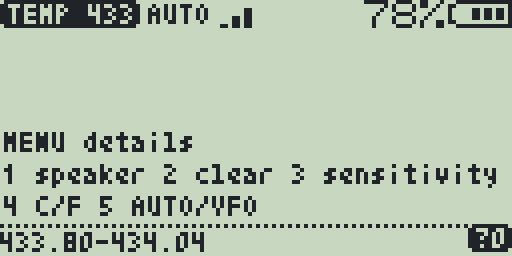 TEMP 433 AUTO 78%
MENU details
1 speaker 2 clear 3 sensitivity
4 C/F 5 AUTO/VFO
433.80-434.04 ?0